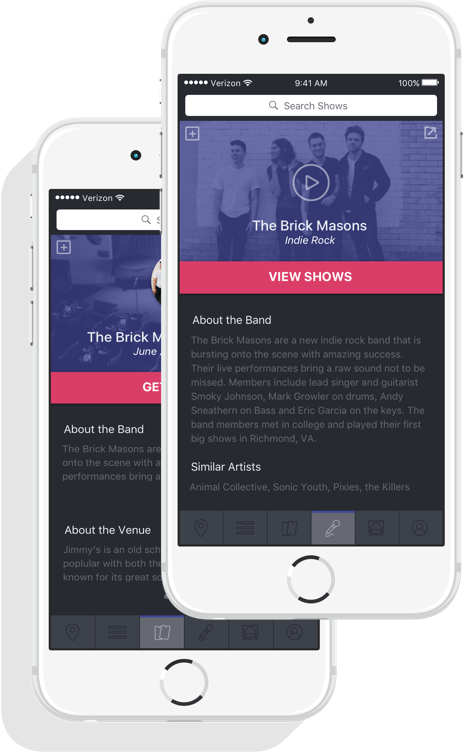 Verizon 9:41 AM 100%
Search Shows
The Brick Masons
Indie Rock
VIEW SHOWS
About the Band
The Brick Masons are a new indie rock band that is
bursting onto the scene with amazing success.
Their live performances bring a raw sound not to be
missed. Members include lead singer and guitarist
Smoky Johnson, Mark Growler on drums, Andy
Sneathern on Bass and Eric Garcia on the keys. The
band members met in college and played their first
big shows in Richmond, VA.
Similar Artists
Animal Collective, Sonic Youth, Pixies, the Killers
Verizon
S
The Brick M
June
GE
About the Band
The Brick Masons are
onto the scene with a
performances bring a
About the Venue
Jimmy's is an old sch
poplular with both the
known for its great so